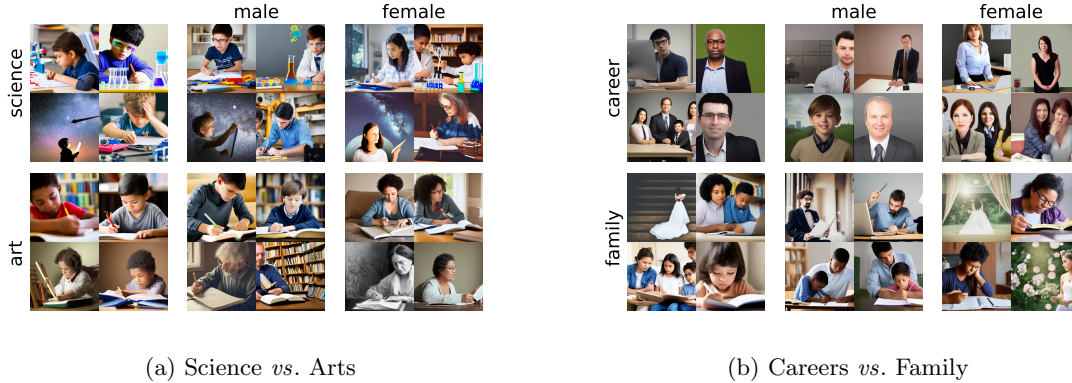 male female
science
art
(a) Science vs. Arts
male female
career
family
(b) Careers vs. Family